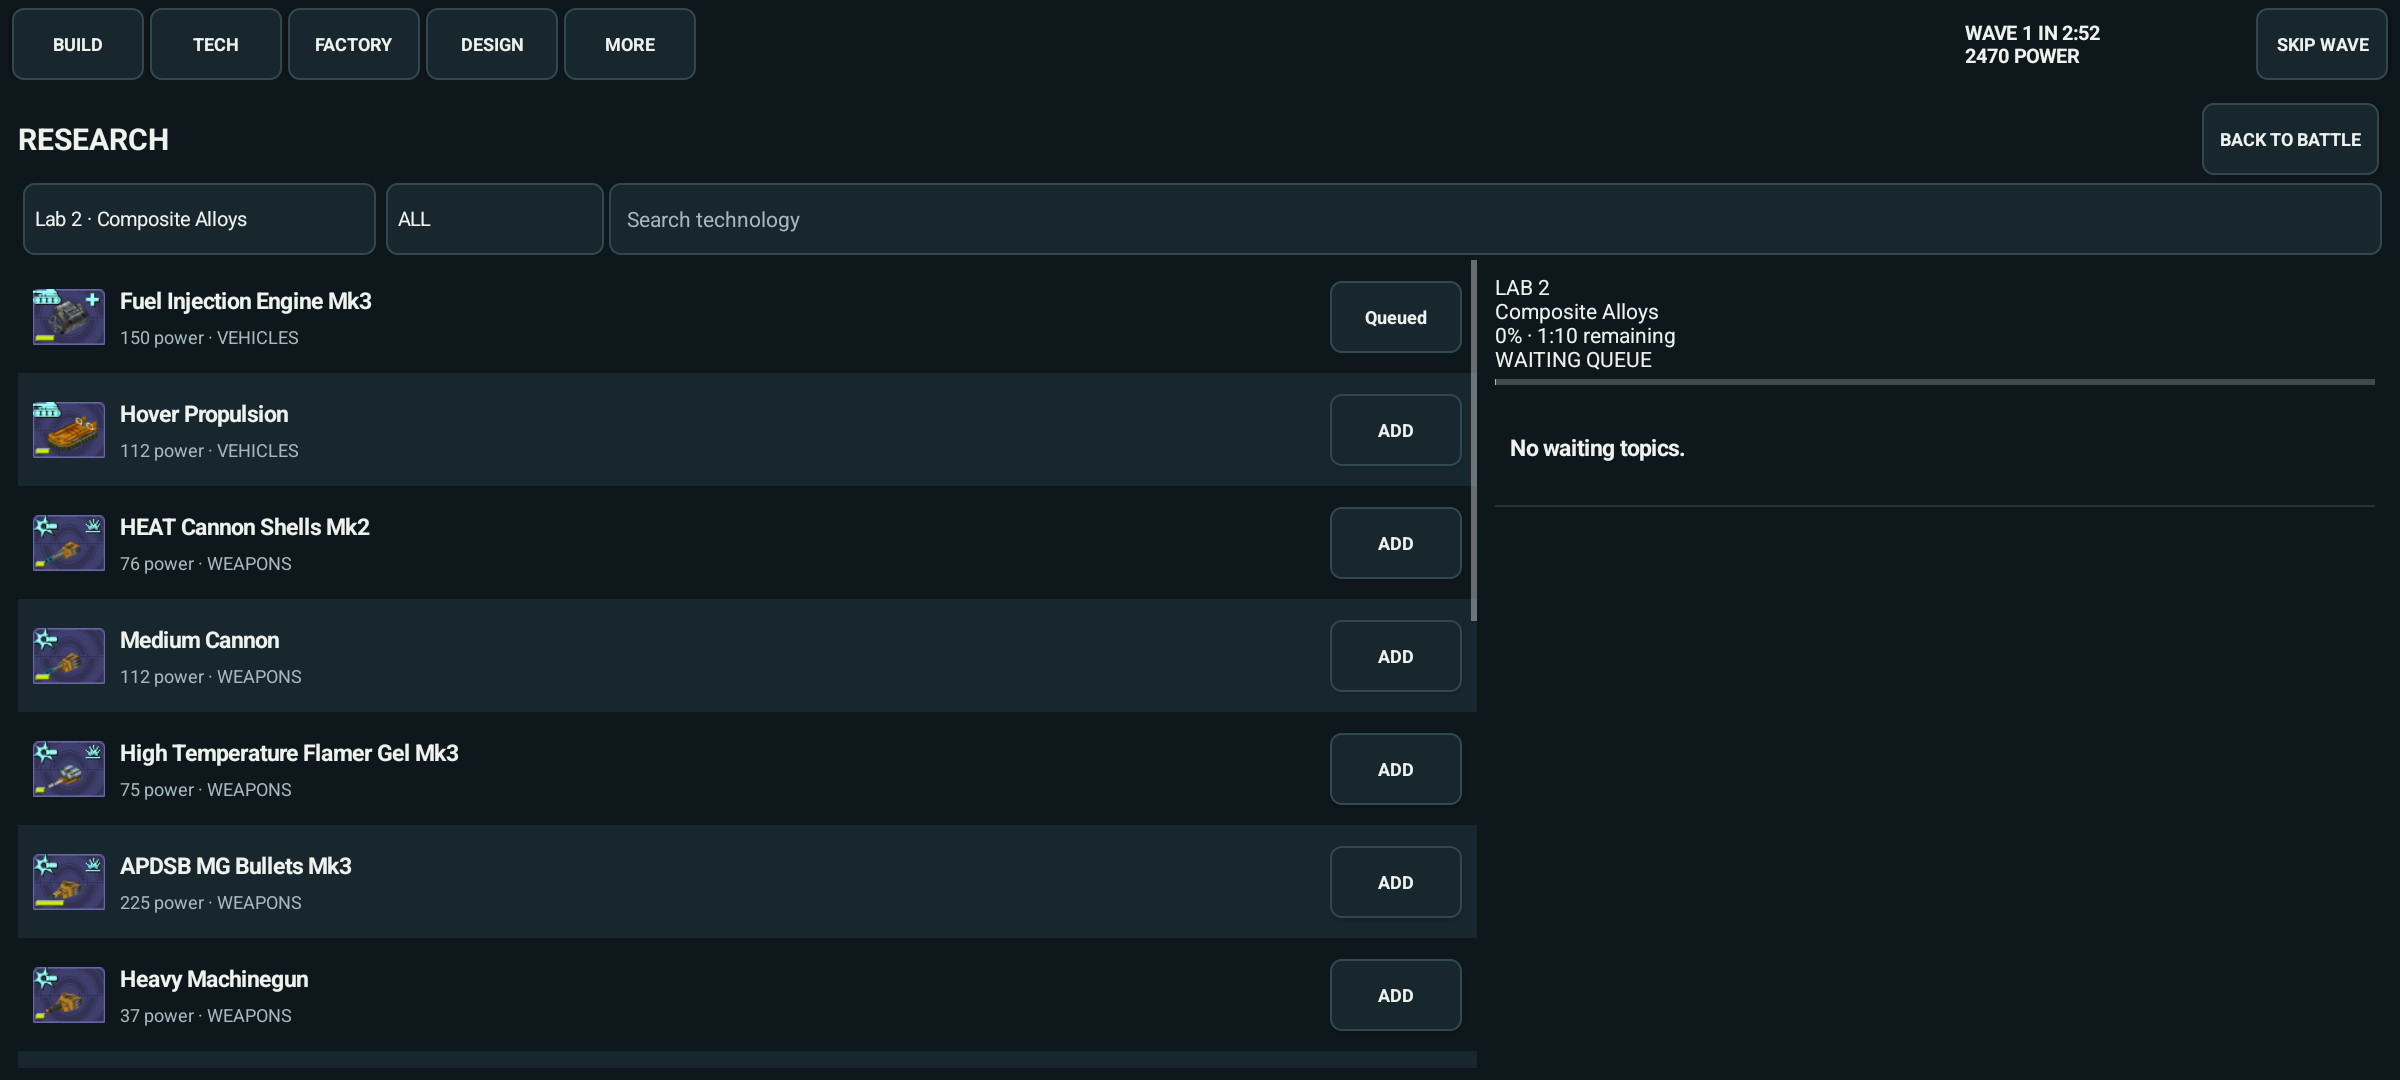 BUILD
TECH
FACTORY
DESIGN
MORE
WAVE 1 IN 2:52
2470 POWER
SKIP WAVE
RESEARCH
BACK TO BATTLE
Lab 2 · Composite Alloys
ALL
Search technology
Fuel Injection Engine Mk3
150 power · VEHICLES
Queued
Hover Propulsion
112 power · VEHICLES
ADD
HEAT Cannon Shells Mk2
76 power · WEAPONS
ADD
Medium Cannon
112 power · WEAPONS
ADD
High Temperature Flamer Gel Mk3
75 power · WEAPONS
ADD
APDSB MG Bullets Mk3
225 power · WEAPONS
ADD
Heavy Machinegun
37 power · WEAPONS
ADD
LAB 2
Composite Alloys
0% · 1:10 remaining
WAITING QUEUE
No waiting topics.